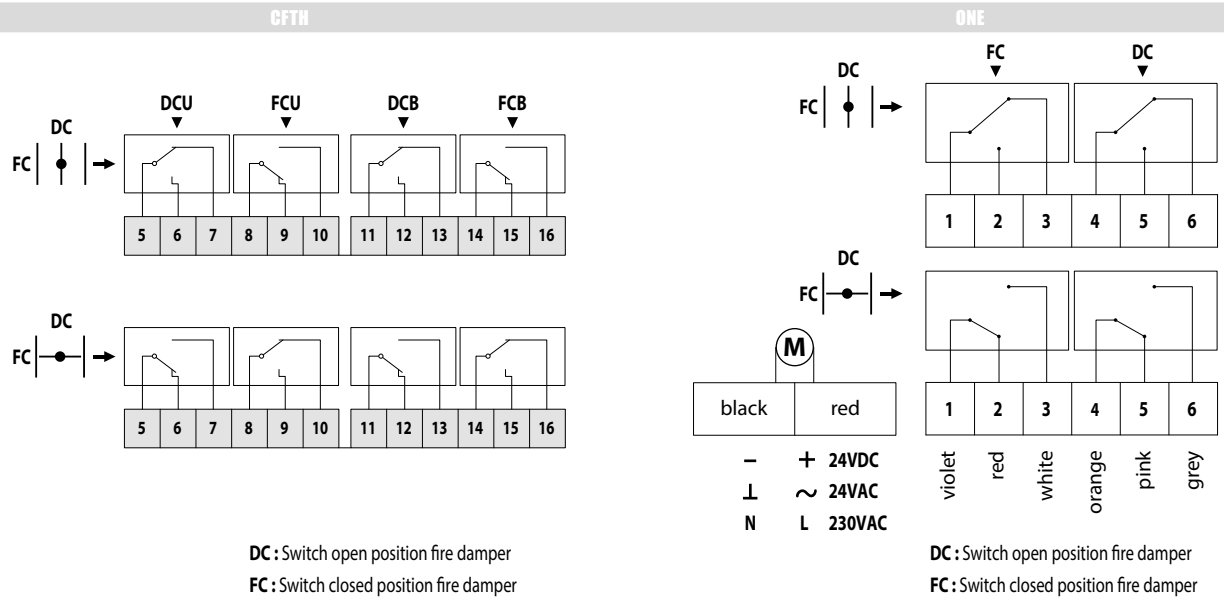 CFTH
DCU FCU DCB FCB
DC
FC
5 6 7 8 9 10 11 12 13 14 15 16
DC
FC
5 6 7 8 9 10 11 12 13 14 15 16
DC : Switch open position fire damper
FC : Switch closed position fire damper
ONE
FC DC
DC
FC
1 2 3 4 5 6
DC
FC
M
black red
1 2 3 4 5 6
violet red white orange pink grey
– + 24VDC
⊥ ~ 24VAC
N L 230VAC
DC : Switch open position fire damper
FC : Switch closed position fire damper